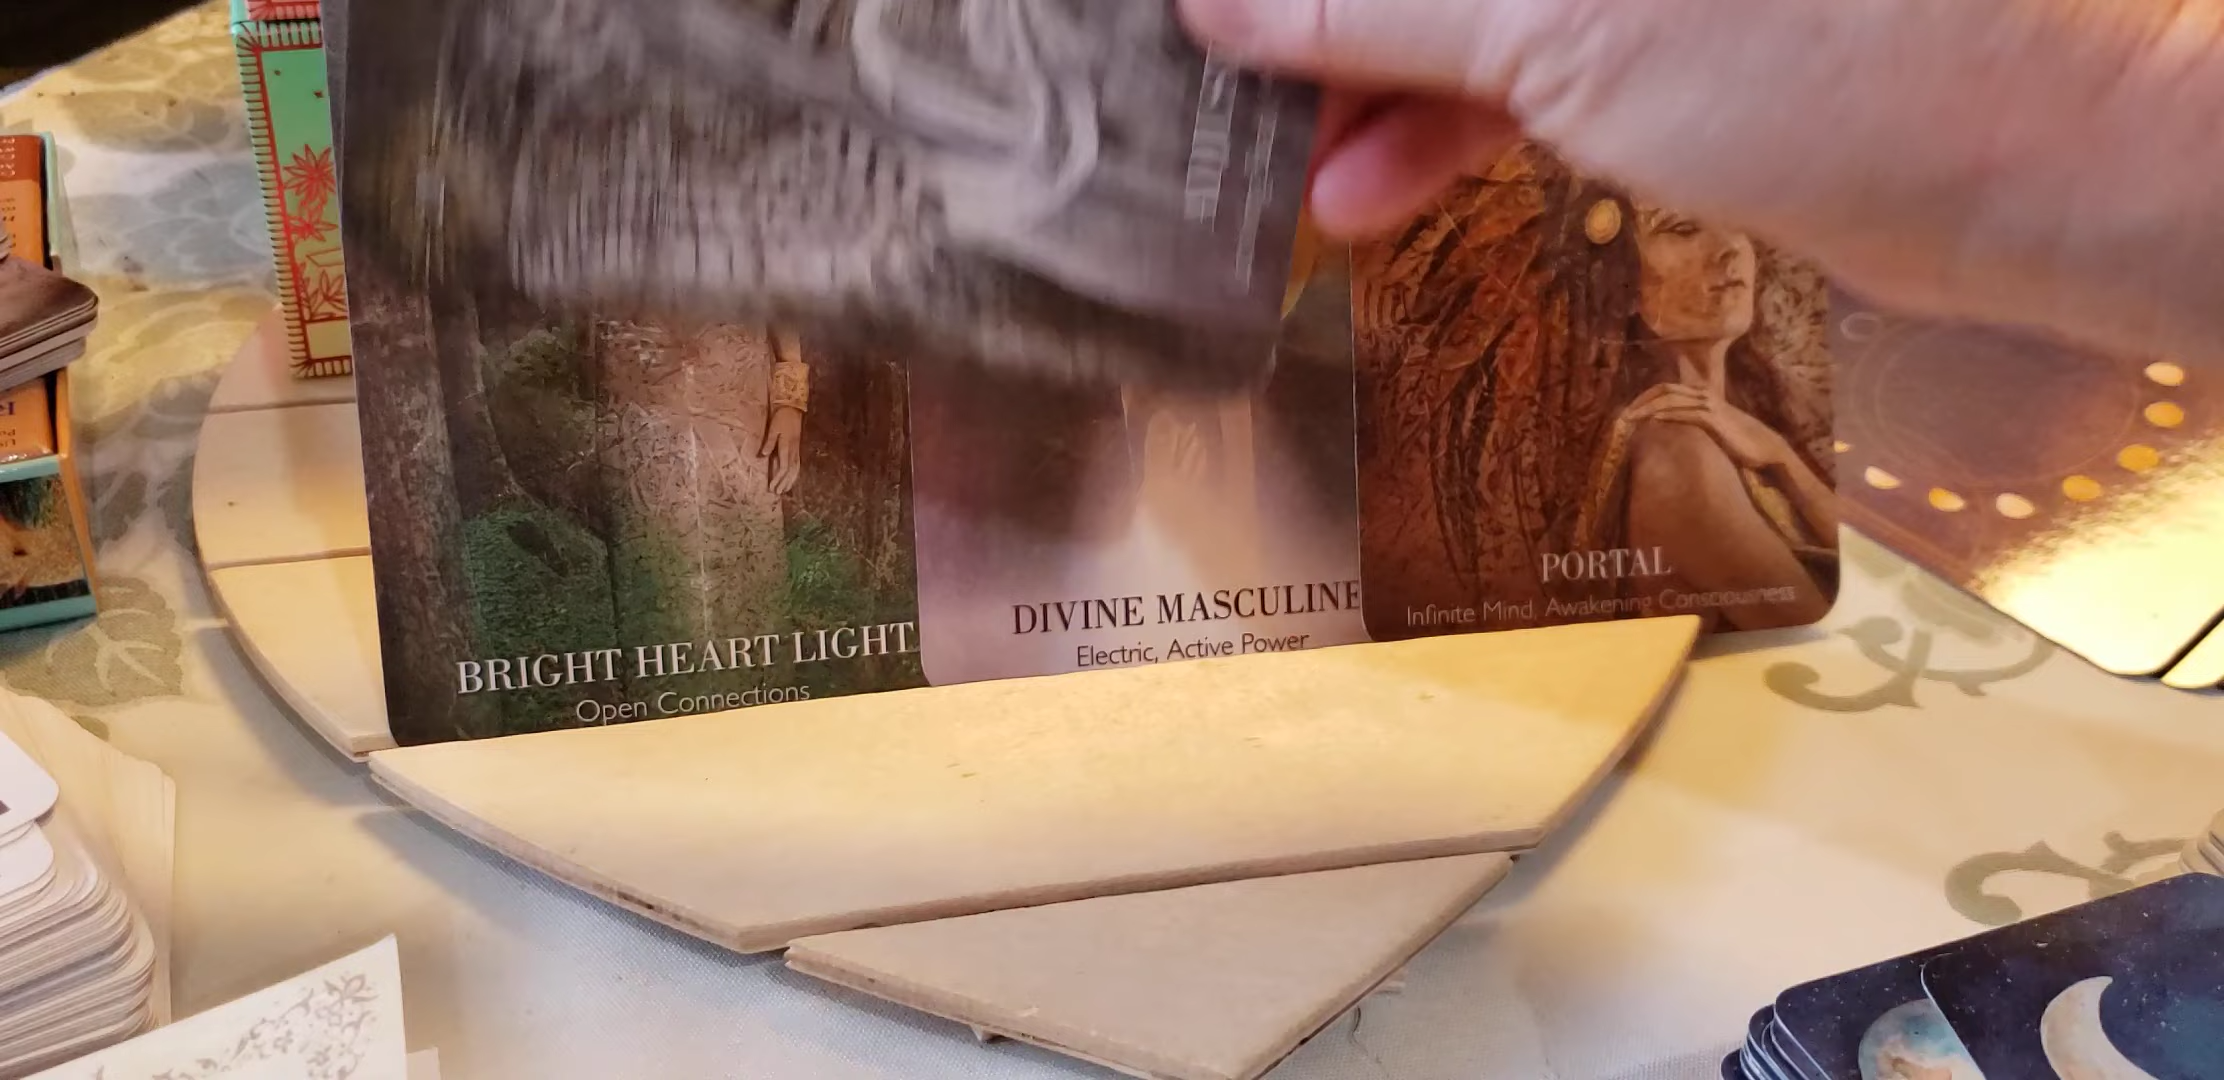 BRIGHT HEART LIGHT
Open Connections
DIVINE MASCULINE
Electric, Active Power
PORTAL
Infinite Mind, Awakening Consciousness